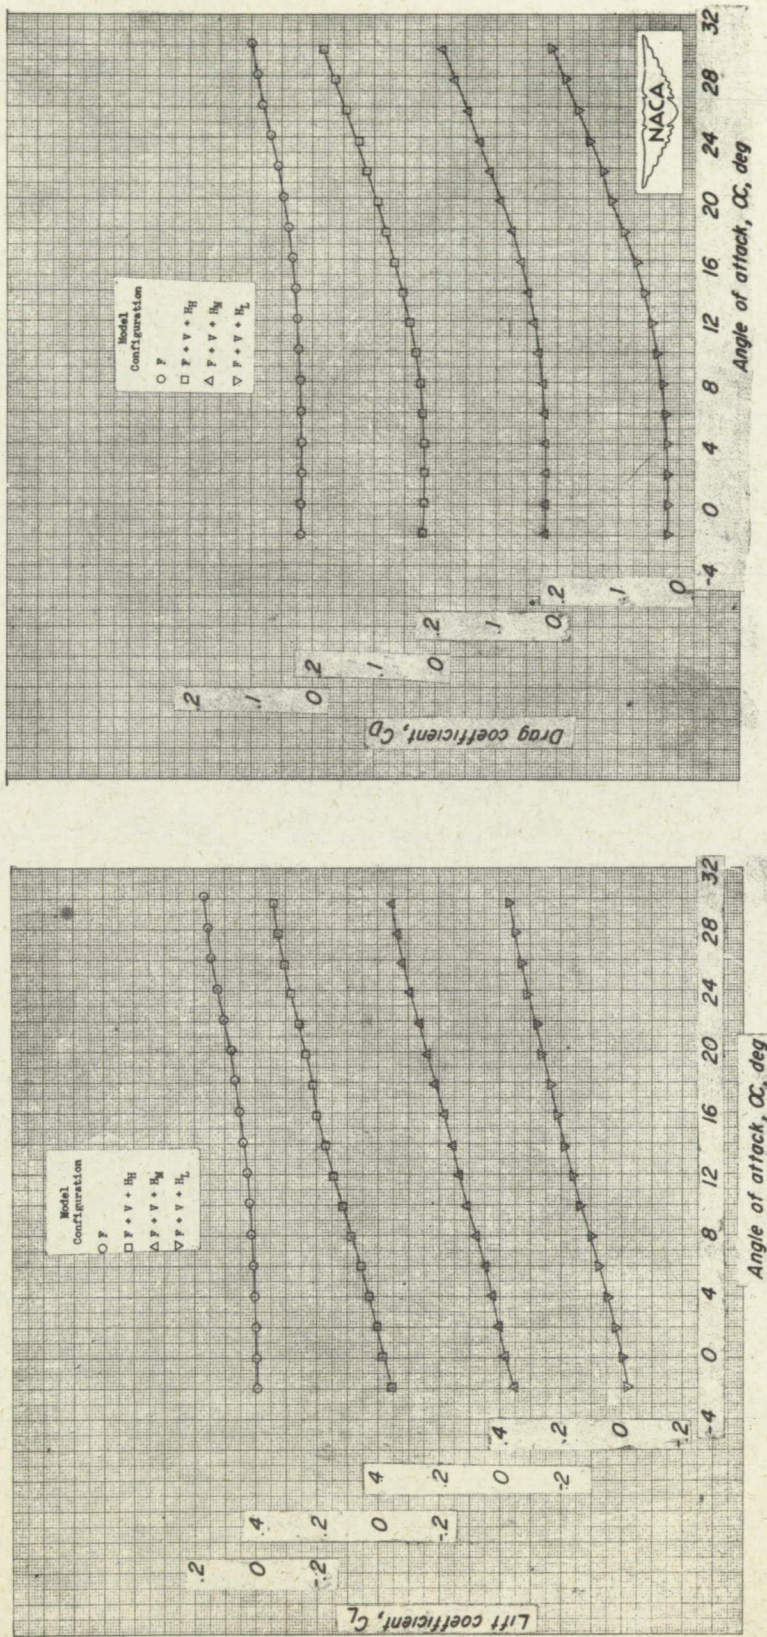 Lift coefficient, C_L
.2
0
-.2
.4
.2
0
-.2
.4
.2
0
-.2
.4
.2
0
-.2
Model
Configuration
○ F
□ F + V + H_H
△ F + V + H_M
▽ F + V + H_L
-4 0 4 8 12 16 20 24 28 32
Angle of attack, α, deg
Drag coefficient, C_D
.2
.1
0
.2
.1
0
.2
.1
0
.2
.1
0
Model
Configuration
○ F
□ F + V + H_H
△ F + V + H_M
▽ F + V + H_L
NACA
-4 0 4 8 12 16 20 24 28 32
Angle of attack, α, deg